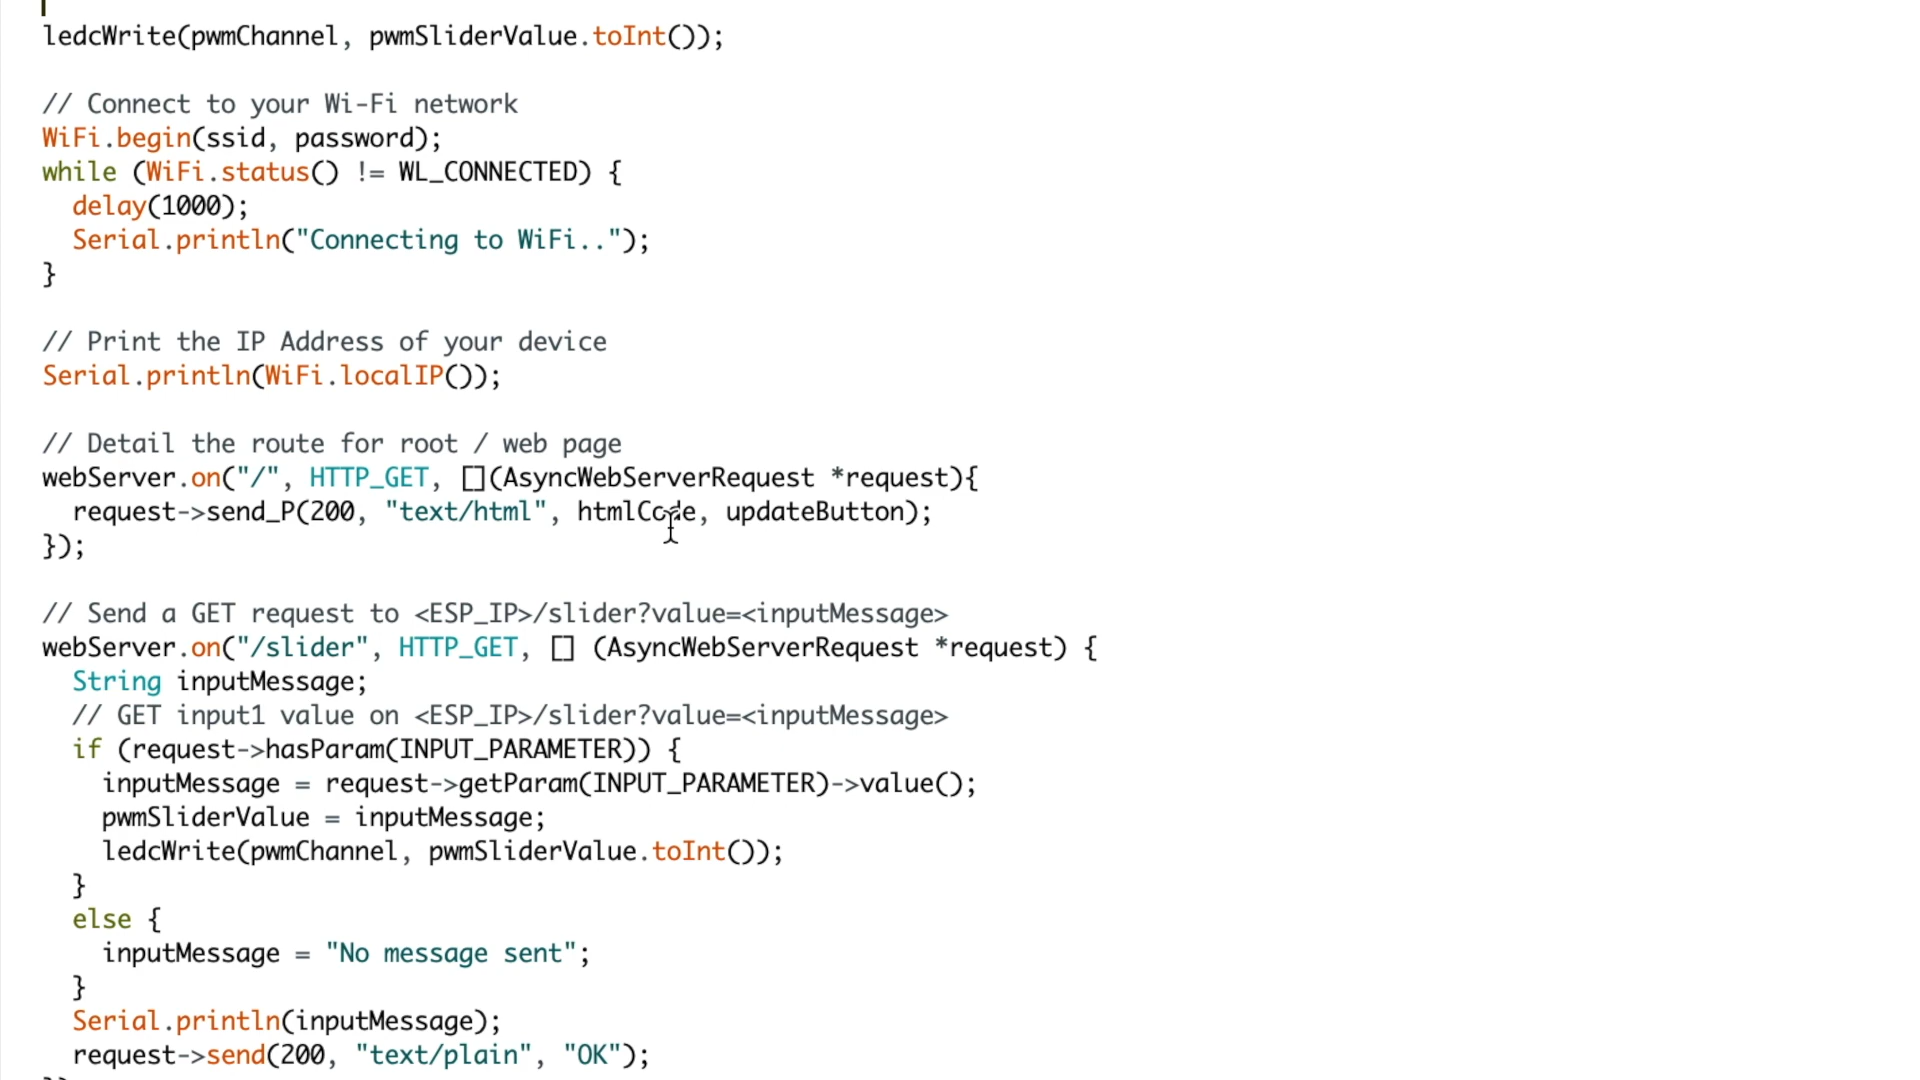 ledcWrite(pwmChannel, pwmSliderValue.toInt());
// Connect to your Wi-Fi network
WiFi.begin(ssid, password);
while (WiFi.status() != WL_CONNECTED) {
delay(1000);
Serial.println("Connecting to WiFi..");
}
// Print the IP Address of your device
Serial.println(WiFi.localIP());
// Detail the route for root / web page
webServer.on("/", HTTP_GET, [](AsyncWebServerRequest *request){
request->send_P(200, "text/html", htmlCode, updateButton);
});
// Send a GET request to <ESP_IP>/slider?value=<inputMessage>
webServer.on("/slider", HTTP_GET, [] (AsyncWebServerRequest *request) {
String inputMessage;
// GET input1 value on <ESP_IP>/slider?value=<inputMessage>
if (request->hasParam(INPUT_PARAMETER)) {
inputMessage = request->getParam(INPUT_PARAMETER)->value();
pwmSliderValue = inputMessage;
ledcWrite(pwmChannel, pwmSliderValue.toInt());
}
else {
inputMessage = "No message sent";
}
Serial.println(inputMessage);
request->send(200, "text/plain", "OK");